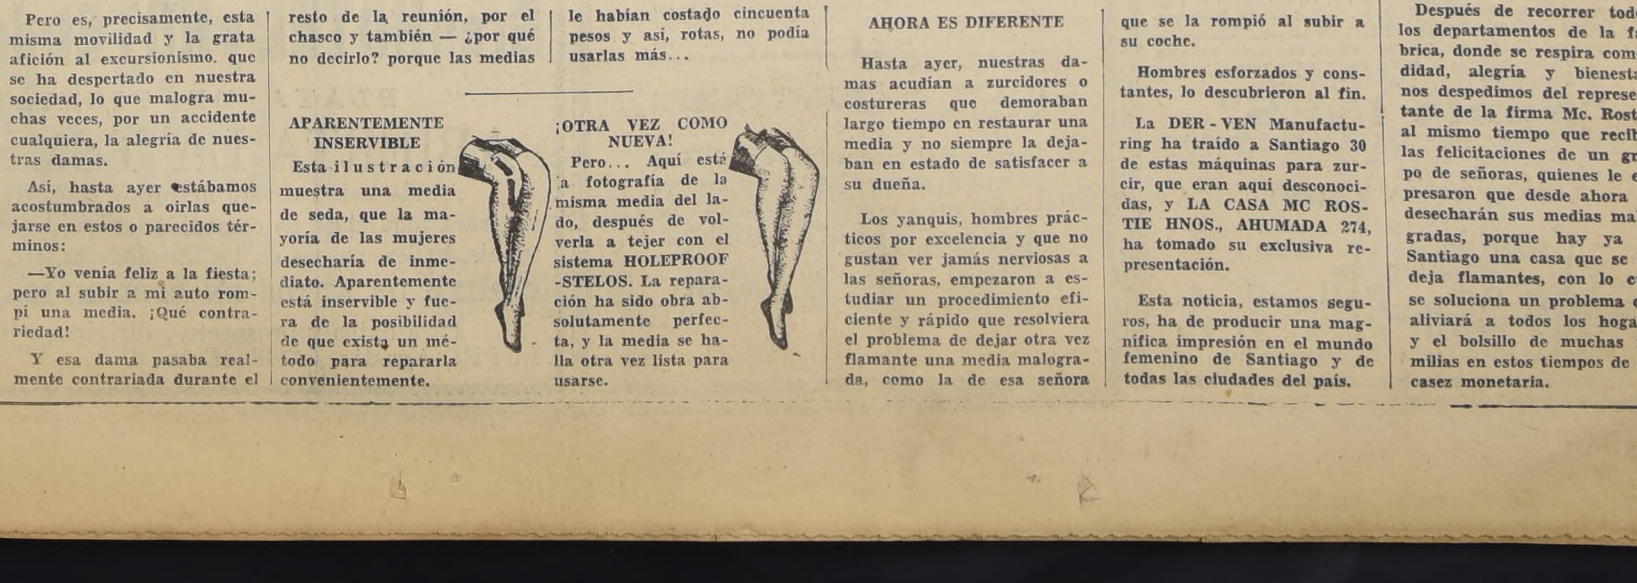 Pero es, precisamente, esta
misma movilidad y la grata
afición al excursionismo. que
se ha despertado en nuestra
sociedad, lo que malogra mu-
chas veces, por un accidente
cualquiera, la alegría de nues-
tras damas.
Así, hasta ayer estábamos
acostumbrados a oirlas que-
jarse en estos o parecidos tér-
minos:
—Yo venía feliz a la fiesta;
pero al subir a mi auto rom-
pí una media. ¡Qué contra-
riedad!
Y esa dama pasaba real-
mente contrariada durante el
resto de la reunión, por el
chasco y también — ¿por qué
no decirlo? porque las medias
le habían costado cincuenta
pesos y así, rotas, no podía
usarlas más...
APARENTEMENTE
INSERVIBLE
Esta ilustración
muestra una media
de seda, que la ma-
yoría de las mujeres
desecharía de inme-
diato. Aparentemente
está inservible y fue-
ra de la posibilidad
de que exista un mé-
todo para repararla
convenientemente.
¡OTRA VEZ COMO
NUEVA!
Pero... Aquí está
a fotografía de la
misma media del la-
do, después de vol-
verla a tejer con el
sistema HOLEPROOF
-STELOS. La repara-
ción ha sido obra ab-
solutamente perfec-
ta, y la media se ha-
lla otra vez lista para
usarse.
AHORA ES DIFERENTE
Hasta ayer, nuestras da-
mas acudían a zurcidores o
costureras que demoraban
largo tiempo en restaurar una
media y no siempre la deja-
ban en estado de satisfacer a
su dueña.
Los yanquis, hombres prác-
ticos por excelencia y que no
gustan ver jamás nerviosas a
las señoras, empezaron a es-
tudiar un procedimiento efi-
ciente y rápido que resolviera
el problema de dejar otra vez
flamante una media malogra-
da, como la de esa señora
que se la rompió al subir a
su coche.
Hombres esforzados y cons-
tantes, lo descubrieron al fin.
La DER-VEN Manufactu-
ring ha traído a Santiago 30
de estas máquinas para zur-
cir, que eran aquí desconoci-
das, y LA CASA MC ROS-
TIE HNOS., AHUMADA 274,
ha tomado su exclusiva re-
presentación.
Esta noticia, estamos segu-
ros, ha de producir una mag-
nífica impresión en el mundo
femenino de Santiago y de
todas las ciudades del país.
Después de recorrer tod
los departamentos de la f
brica, donde se respira com
didad, alegría y bienest
nos despedimos del represe
tante de la firma Mc. Rost
al mismo tiempo que recib
las felicitaciones de un gr
po de señoras, quienes le e
presaron que desde ahora
desecharán sus medias ma
gradas, porque hay ya
Santiago una casa que se
deja flamantes, con lo c
se soluciona un problema
aliviará a todos los hoga
y el bolsillo de muchas
milias en estos tiempos de
casez monetaria.